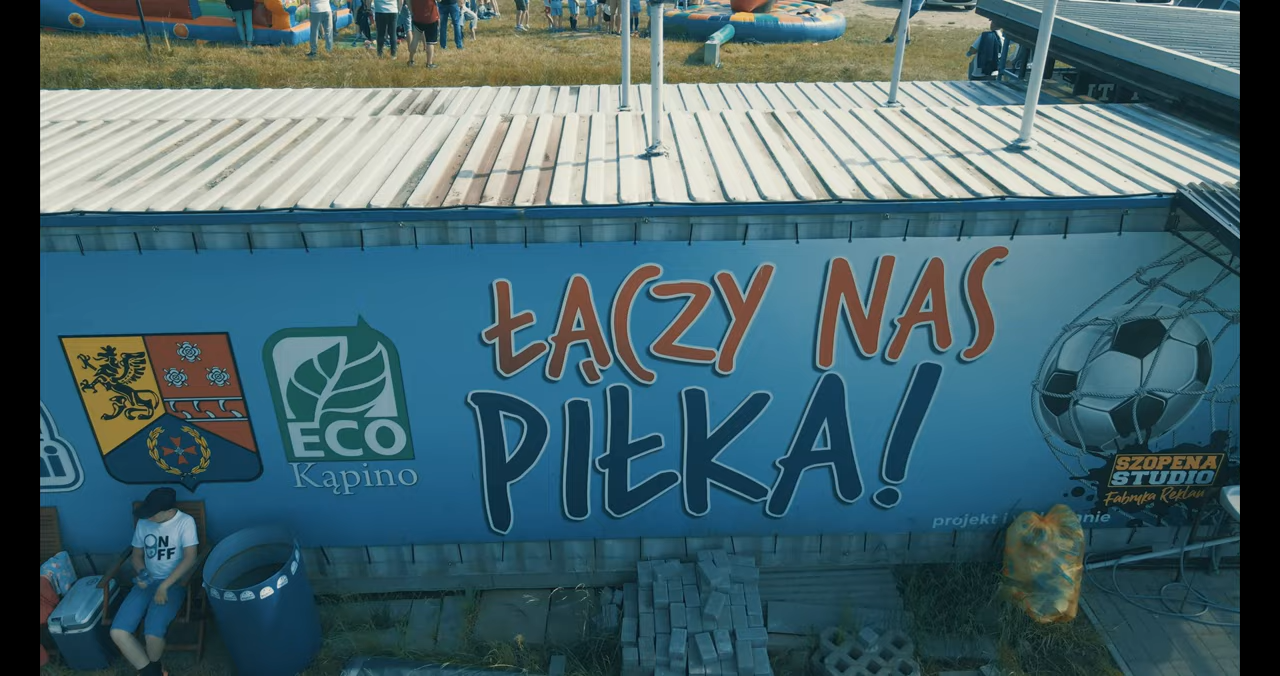 ŁĄCZY NAS
PIŁKA!
ECO
Kąpino
ON
OFF
SZOPENA
STUDIO
Fabryka Reklam
projekt i